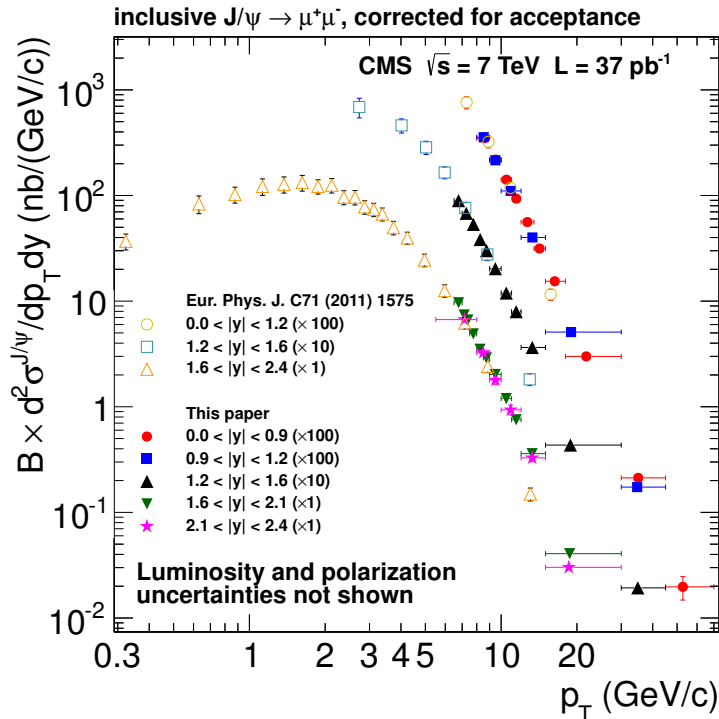 inclusive J/ψ → μ⁺μ⁻, corrected for acceptance
CMS √s = 7 TeV L = 37 pb⁻¹
B × d² σ^{J/ψ}/dp_T dy (nb/(GeV/c))
10³
10²
10
1
10⁻¹
10⁻²
Eur. Phys. J. C71 (2011) 1575
0.0 < |y| < 1.2 (× 100)
1.2 < |y| < 1.6 (× 10)
1.6 < |y| < 2.4 (× 1)
This paper
0.0 < |y| < 0.9 (×100)
0.9 < |y| < 1.2 (×100)
1.2 < |y| < 1.6 (×10)
1.6 < |y| < 2.1 (×1)
2.1 < |y| < 2.4 (×1)
Luminosity and polarization
uncertainties not shown
0.3 1 2 3 4 5 10 20
p_T (GeV/c)